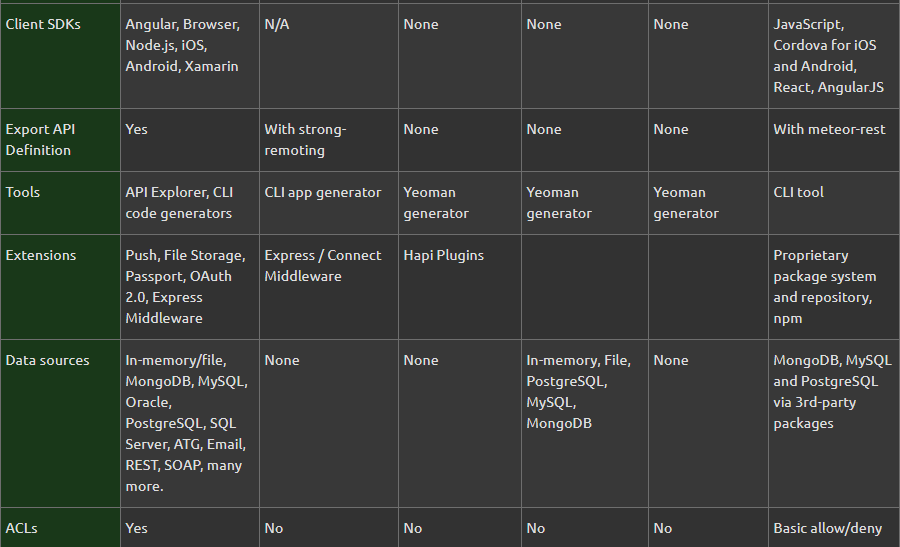 Client SDKs
Angular, Browser,
Node.js, iOS,
Android, Xamarin
N/A
None
None
None
JavaScript,
Cordova for iOS
and Android,
React, AngularJS
Export API
Definition
Yes
With strong-
remoting
None
None
None
With meteor-rest
Tools
API Explorer, CLI
code generators
CLI app generator
Yeoman
generator
Yeoman
generator
Yeoman
generator
CLI tool
Extensions
Push, File Storage,
Passport, OAuth
2.0, Express
Middleware
Express / Connect
Middleware
Hapi Plugins
Proprietary
package system
and repository,
npm
Data sources
In-memory/file,
MongoDB, MySQL,
Oracle,
PostgreSQL, SQL
Server, ATG, Email,
REST, SOAP, many
more.
None
None
In-memory, File,
PostgreSQL,
MySQL,
MongoDB
None
MongoDB, MySQL
and PostgreSQL
via 3rd-party
packages
ACLs
Yes
No
No
No
No
Basic allow/deny